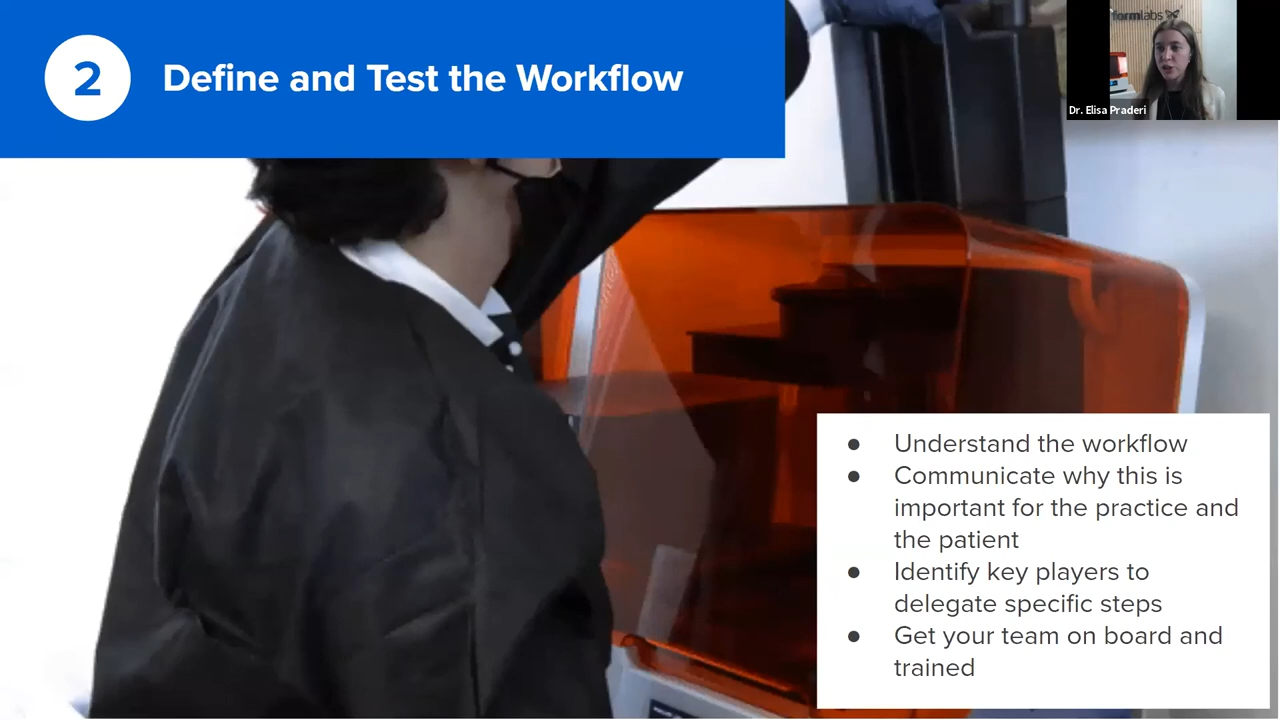 2
Define and Test the Workflow
formlabs
Dr. Elisa Praderi
● Understand the workflow
● Communicate why this is
important for the practice and
the patient
● Identify key players to
delegate specific steps
● Get your team on board and
trained